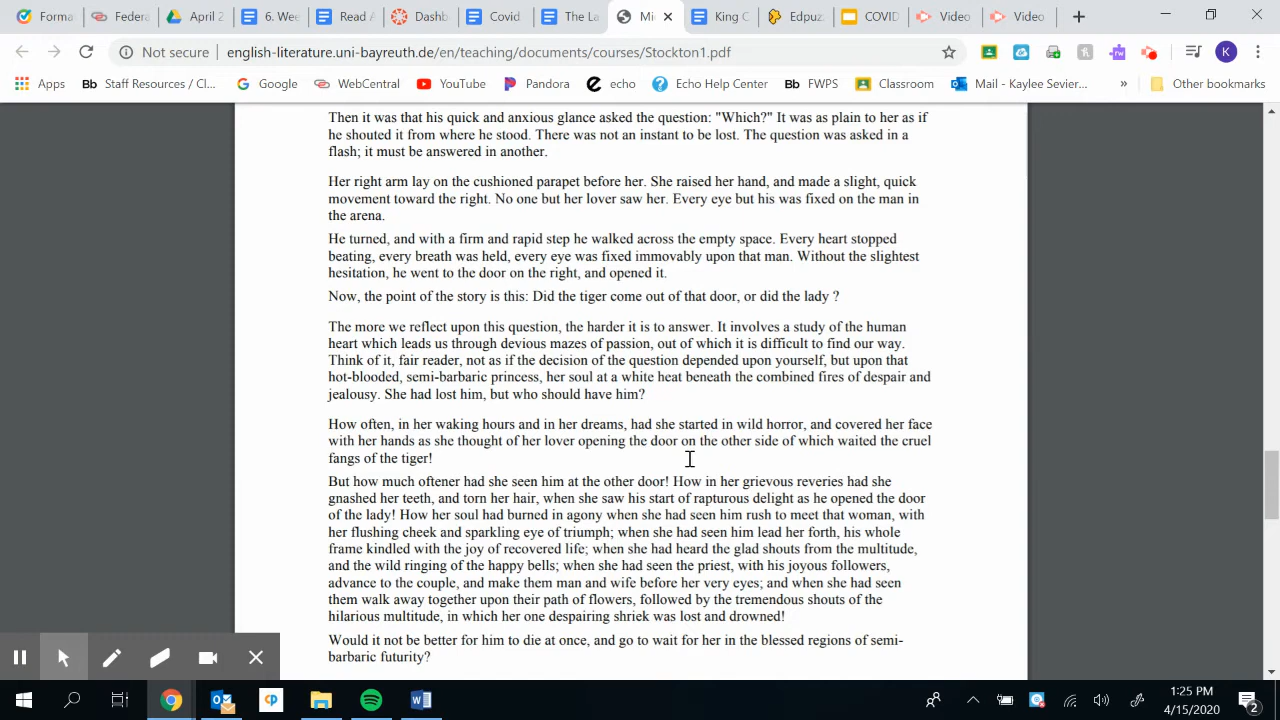 Forma
Feder
April 2
6. Wee
Read A
Dashb
Covid
The La
Mi
King C
Edpuz
COVID
Video
Video
Not secure
english-literature.uni-bayreuth.de/en/teaching/documents/courses/Stockton1.pdf
K
Apps
Bb Staff Resources / Cl...
Google
WebCentral
YouTube
Pandora
echo
Echo Help Center
Bb FWPS
Classroom
Mail - Kaylee Sevier...
»
Other bookmarks
Then it was that his quick and anxious glance asked the question: "Which?" It was as plain to her as if
he shouted it from where he stood. There was not an instant to be lost. The question was asked in a
flash; it must be answered in another.
Her right arm lay on the cushioned parapet before her. She raised her hand, and made a slight, quick
movement toward the right. No one but her lover saw her. Every eye but his was fixed on the man in
the arena.
He turned, and with a firm and rapid step he walked across the empty space. Every heart stopped
beating, every breath was held, every eye was fixed immovably upon that man. Without the slightest
hesitation, he went to the door on the right, and opened it.
Now, the point of the story is this: Did the tiger come out of that door, or did the lady ?
The more we reflect upon this question, the harder it is to answer. It involves a study of the human
heart which leads us through devious mazes of passion, out of which it is difficult to find our way.
Think of it, fair reader, not as if the decision of the question depended upon yourself, but upon that
hot-blooded, semi-barbaric princess, her soul at a white heat beneath the combined fires of despair and
jealousy. She had lost him, but who should have him?
How often, in her waking hours and in her dreams, had she started in wild horror, and covered her face
with her hands as she thought of her lover opening the door on the other side of which waited the cruel
fangs of the tiger!
But how much oftener had she seen him at the other door! How in her grievous reveries had she
gnashed her teeth, and torn her hair, when she saw his start of rapturous delight as he opened the door
of the lady! How her soul had burned in agony when she had seen him rush to meet that woman, with
her flushing cheek and sparkling eye of triumph; when she had seen him lead her forth, his whole
frame kindled with the joy of recovered life; when she had heard the glad shouts from the multitude,
and the wild ringing of the happy bells; when she had seen the priest, with his joyous followers,
advance to the couple, and make them man and wife before her very eyes; and when she had seen
them walk away together upon their path of flowers, followed by the tremendous shouts of the
hilarious multitude, in which her one despairing shriek was lost and drowned!
Would it not be better for him to die at once, and go to wait for her in the blessed regions of semi-
barbaric futurity?
1:25 PM
4/15/2020
2